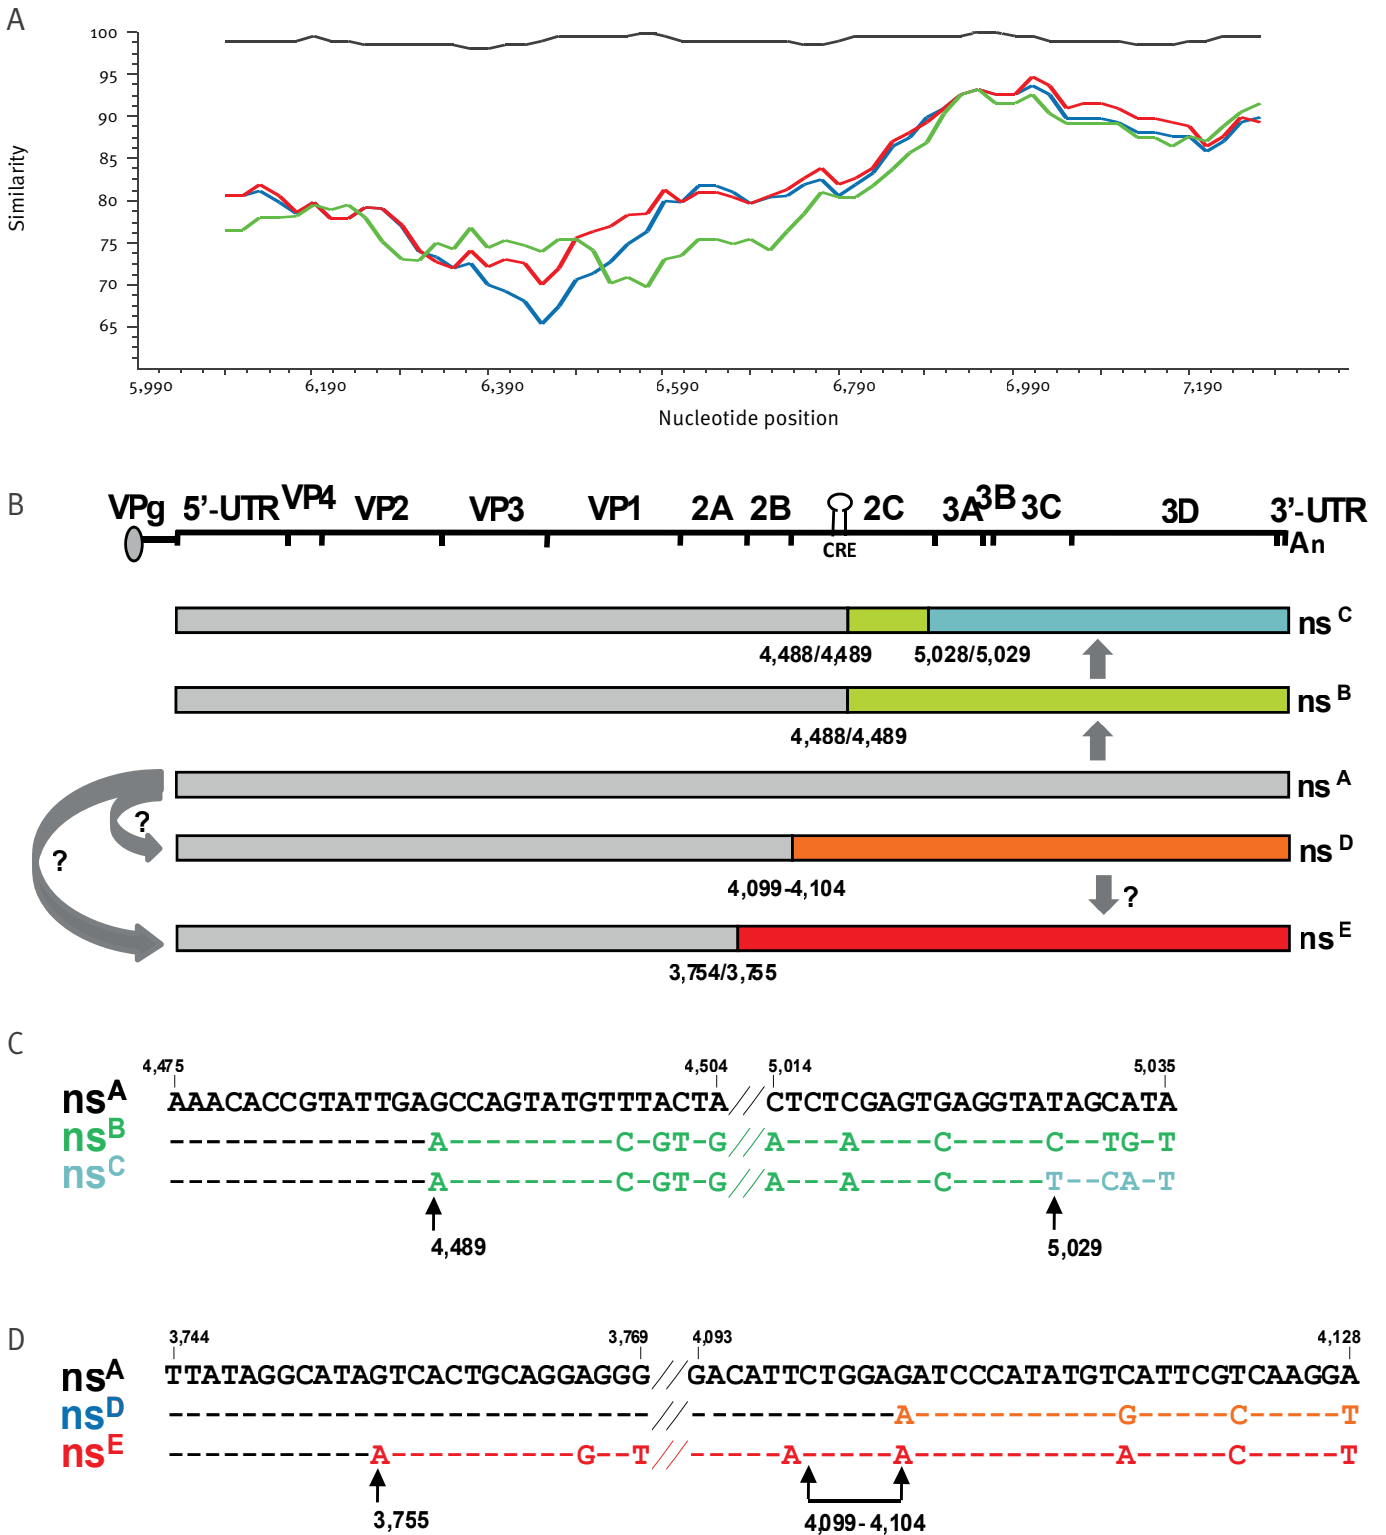 A
100
95
90
85
80
75
70
65
Similarity
5,990 6,190 6,390 6,590 6,790 6,990 7,190
Nucleotide position
B
VPg 5’-UTR VP4 VP2 VP3 VP1 2A 2B 2C 3A 3B 3C 3D 3’-UTR
CRE An
ns C
4,488/4,489 5,028/5,029
ns B
4,488/4,489
ns A
?
ns D
?
4,099-4,104
?
ns E
3,754/3,755
C
4,475 4,504 5,014 5,035
nsA AAACACCGTATTGAGCCAGTATGTTTACTA//CTCTCGAGTGAGGTATAGCATA
nsB --------------A---------C-GT-G//A---A----C-----C--TG-T
nsC --------------A---------C-GT-G//A---A----C-----T--CA-T
4,489 5,029
D
3,744 3,769 4,093 4,128
nsA TTATAGGCATAGTCACTGCAGGAGGG//GACATTCTGGAGATCCCATATGTCATTCGTCAAGGA
nsD --------------------------//-----------A-----------G-----C-----T
nsE -----------A----------G--T//-----A-----A-----------A-----C-----T
3,755 4,099- 4,104